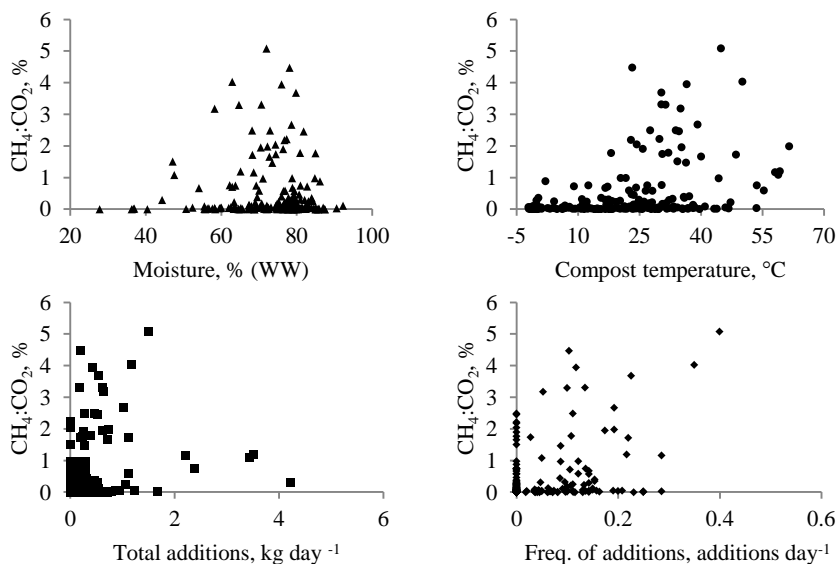 CH₄:CO₂, %
6
5
4
3
2
1
0
20 40 60 80 100
Moisture, % (WW)
CH₄:CO₂, %
6
5
4
3
2
1
0
-5 10 25 40 55 70
Compost temperature, °C
CH₄:CO₂, %
6
5
4
3
2
1
0
0 2 4 6
Total additions, kg day ⁻¹
CH₄:CO₂, %
6
5
4
3
2
1
0
0 0.2 0.4 0.6
Freq. of additions, additions day⁻¹